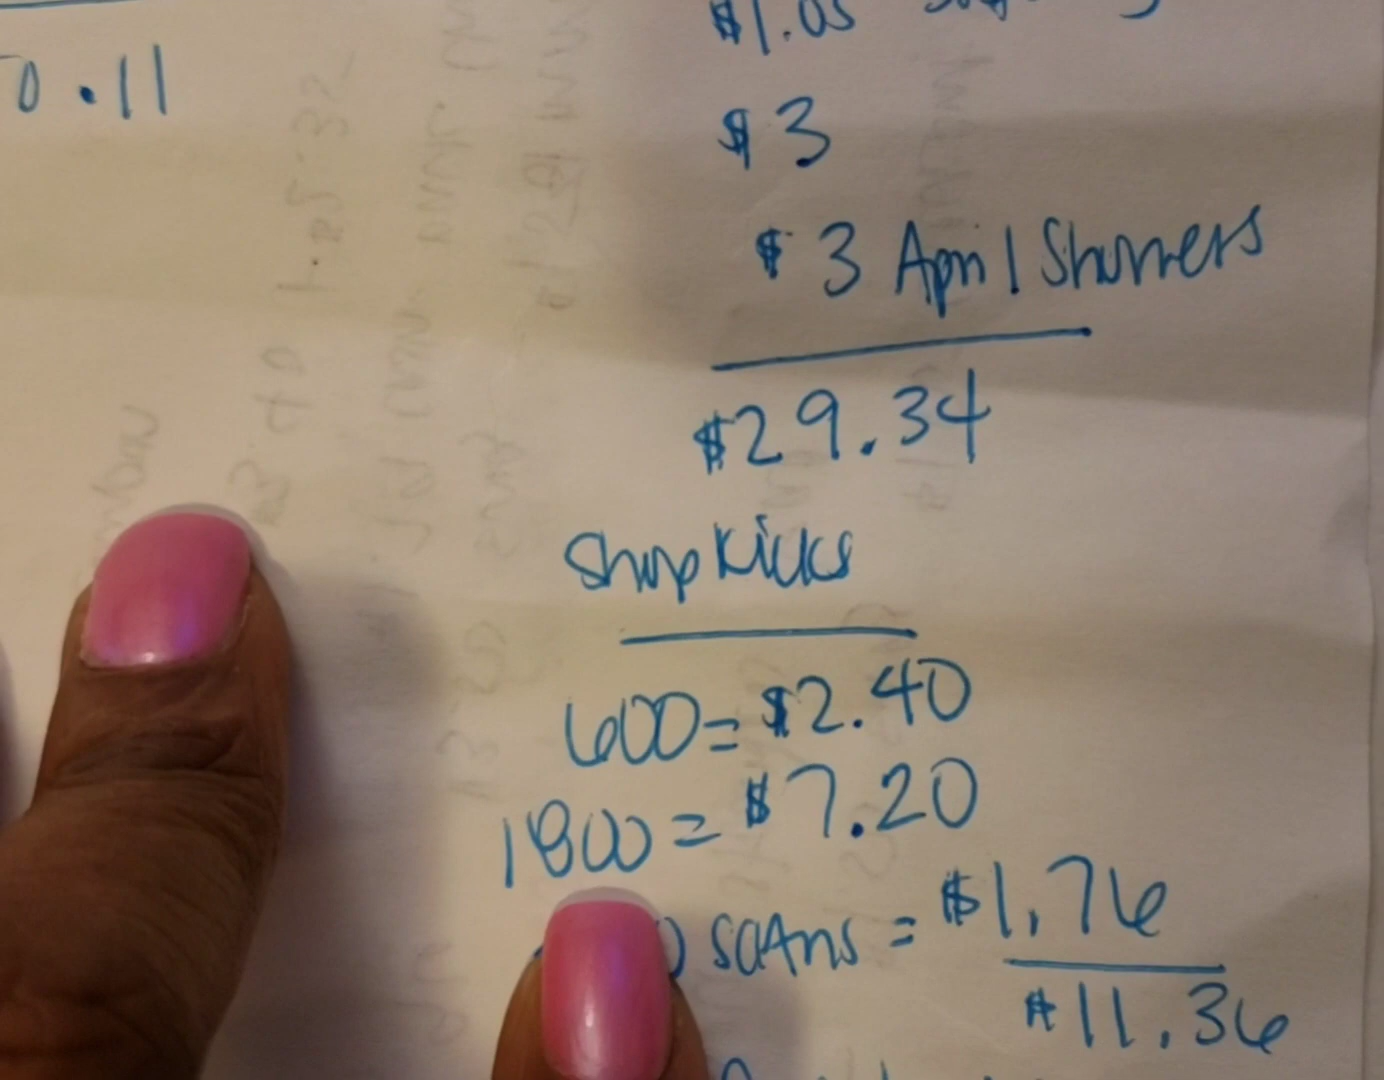 $1.05
0.11
$3
$3 April Showers
$29.34
Shopkicks
600=$2.40
1800=$7.20
0 scans = $1.76
$11.36